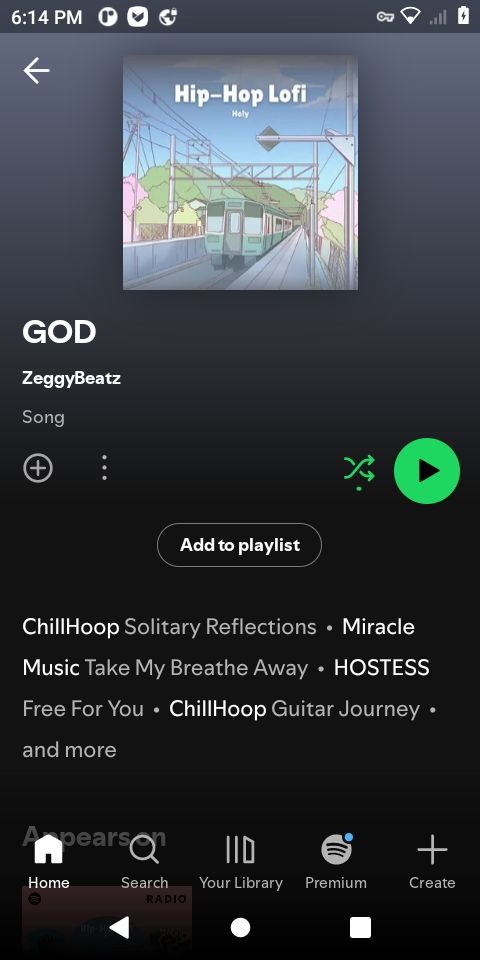 6:14 PM
Hip-Hop Lofi
Hely
GOD
ZeggyBeatz
Song
Add to playlist
ChillHoop Solitary Reflections • Miracle
Music Take My Breathe Away • HOSTESS
Free For You • ChillHoop Guitar Journey •
and more
Appears on
Home Search Your Library Premium Create
RADIO